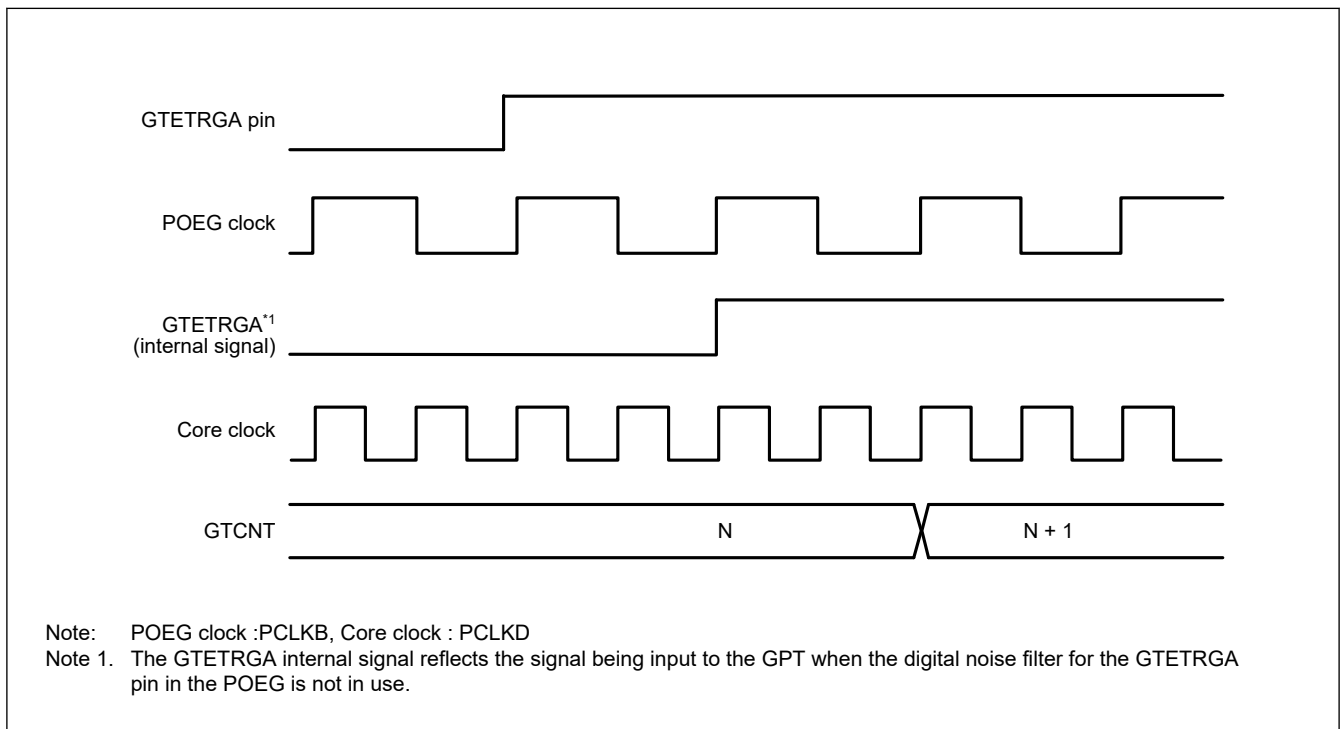 GTETRGA pin
POEG clock
GTETRGA*1
(internal signal)
Core clock
GTCNT
N
N + 1
Note: POEG clock :PCLKB, Core clock : PCLKD
Note 1. The GTETRGA internal signal reflects the signal being input to the GPT when the digital noise filter for the GTETRGA
pin in the POEG is not in use.